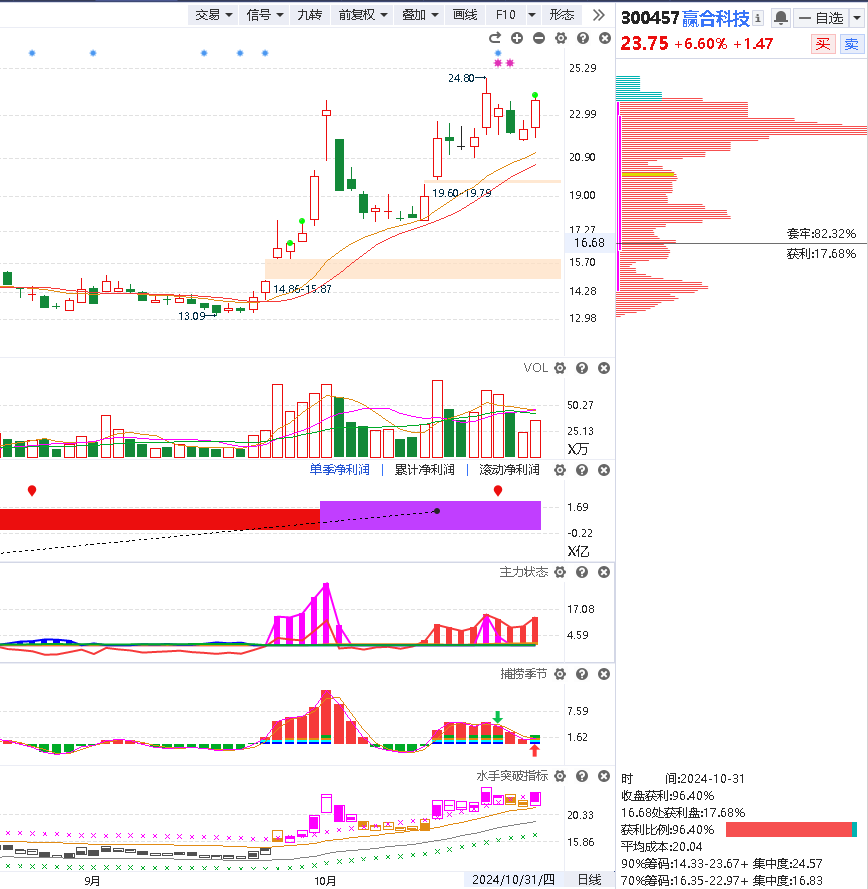 交易 信号 九转 前复权 叠加 画线 F10 形态
300457赢合科技 自选
23.75 +6.60% +1.47 买 卖
25.29
24.80
22.99
20.90
19.60-19.79
19.00
17.27
16.68
套牢:82.32%
获利:17.68%
15.70
14.86-15.87
14.28
13.09
12.98
VOL
50.27
25.13
X万
单季净利润 | 累计净利润 | 滚动净利润
1.69
-0.22
X亿
主力状态
17.08
4.59
捕捞季节
7.59
1.62
水手突破指标
20.33
15.86
9月 10月 2024/10/31/四 日线
时 间:2024-10-31
收盘获利:96.40%
16.68处获利盘:17.68%
获利比例:96.40%
平均成本:20.04
90%筹码:14.33-23.67+ 集中度:24.57
70%筹码:16.35-22.97+ 集中度:16.83